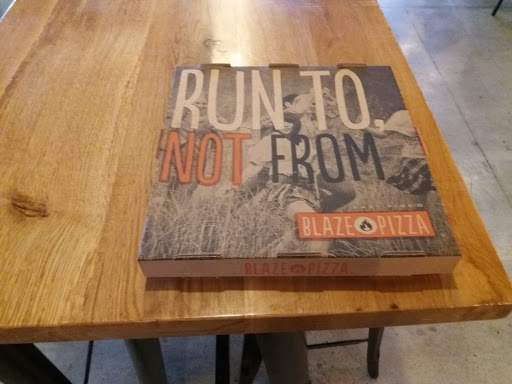 RUN TO,
NOT FROM
BLAZE PIZZA
BLAZE PIZZA